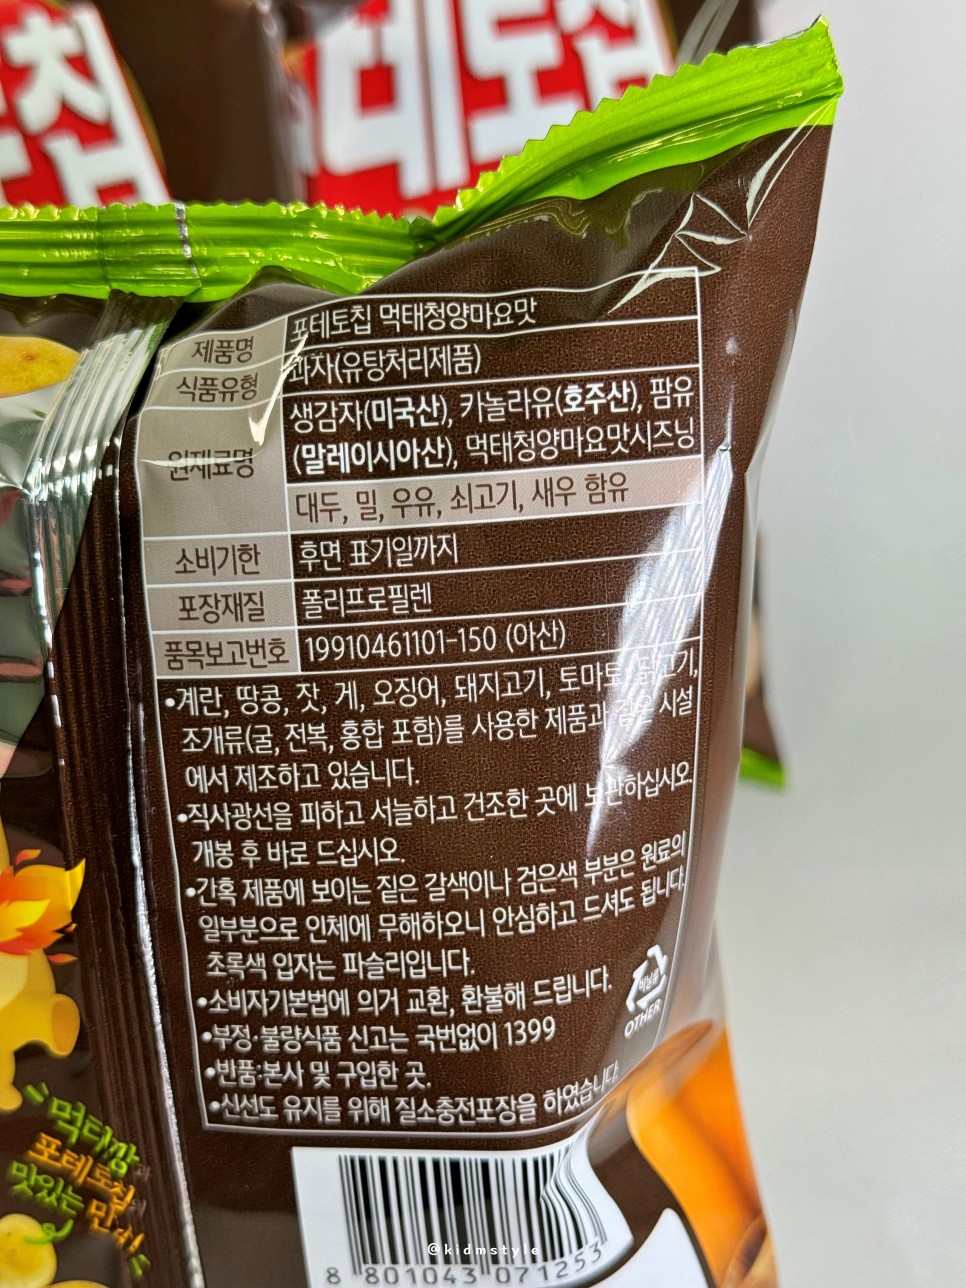 칩
테토칩
제품명 포테토칩 먹태청양마요맛
식품유형 과자(유탕처리제품)
원재료명 생감자(미국산), 카놀라유(호주산), 팜유
(말레이시아산), 먹태청양마요맛시즈닝
대두, 밀, 우유, 쇠고기, 새우 함유
소비기한 후면 표기일까지
포장재질 폴리프로필렌
품목보고번호 19910461101-150 (아산)
•계란, 땅콩, 잣, 게, 오징어, 돼지고기, 토마토, 닭고기,
조개류(굴, 전복, 홍합 포함)를 사용한 제품과 같은 시설
에서 제조하고 있습니다.
•직사광선을 피하고 서늘하고 건조한 곳에 보관하십시오.
개봉 후 바로 드십시오.
•간혹 제품에 보이는 짙은 갈색이나 검은색 부분은 원료의
일부분으로 인체에 무해하오니 안심하고 드셔도 됩니다.
초록색 입자는 파슬리입니다.
•소비자기본법에 의거 교환, 환불해 드립니다.
•부정·불량식품 신고는 국번없이 1399
•반품:본사 및 구입한 곳.
•신선도 유지를 위해 질소충전포장을 하였습니다.
비닐류
OTHER
먹태깡과
포테토칩의
맛있는 만남
@kidmstyle
8 801043 071253